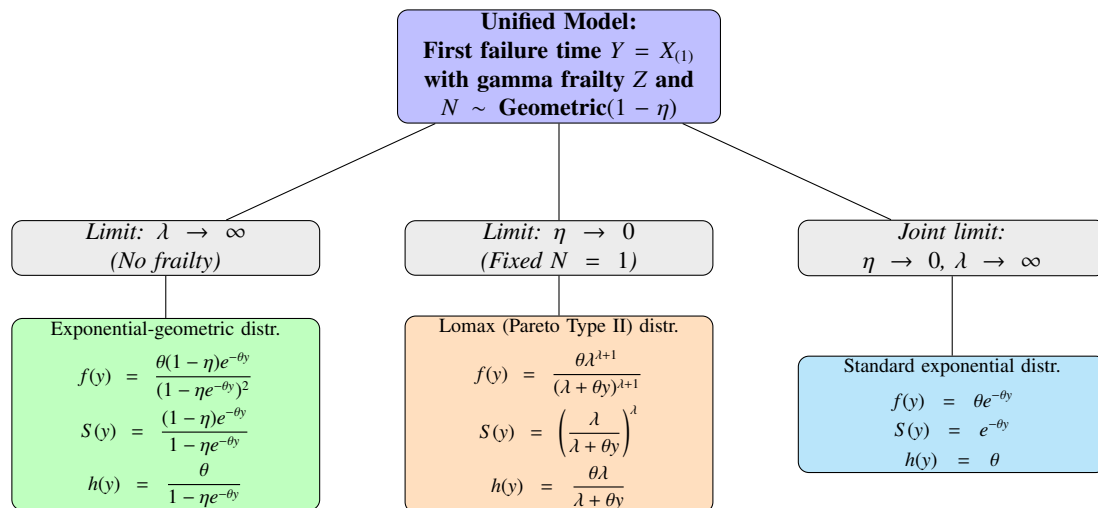 Unified Model:
First failure time Y = X₍₁₎
with gamma frailty Z and
N ∼ Geometric(1 − η)
Limit: λ → ∞
(No frailty)
Limit: η → 0
(Fixed N = 1)
Joint limit:
η → 0, λ → ∞
Exponential-geometric distr.
f(y) = θ(1 − η)e^{−θy} / (1 − ηe^{−θy})²
S(y) = (1 − η)e^{−θy} / 1 − ηe^{−θy}
h(y) = θ / 1 − ηe^{−θy}
Lomax (Pareto Type II) distr.
f(y) = θλ^{λ+1} / (λ + θy)^{λ+1}
S(y) = (λ / λ + θy)^λ
h(y) = θλ / λ + θy
Standard exponential distr.
f(y) = θe^{−θy}
S(y) = e^{−θy}
h(y) = θ